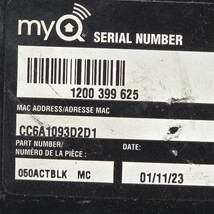 myQ SERIAL NUMBER
1200 399 625
MAC ADDRESS/ADRESSE MAC
CC6A1093D2D1
PART NUMBER/
NUMÉRO DE LA PIÈCE:
DATE:
050ACTBLK MC
01/11/23